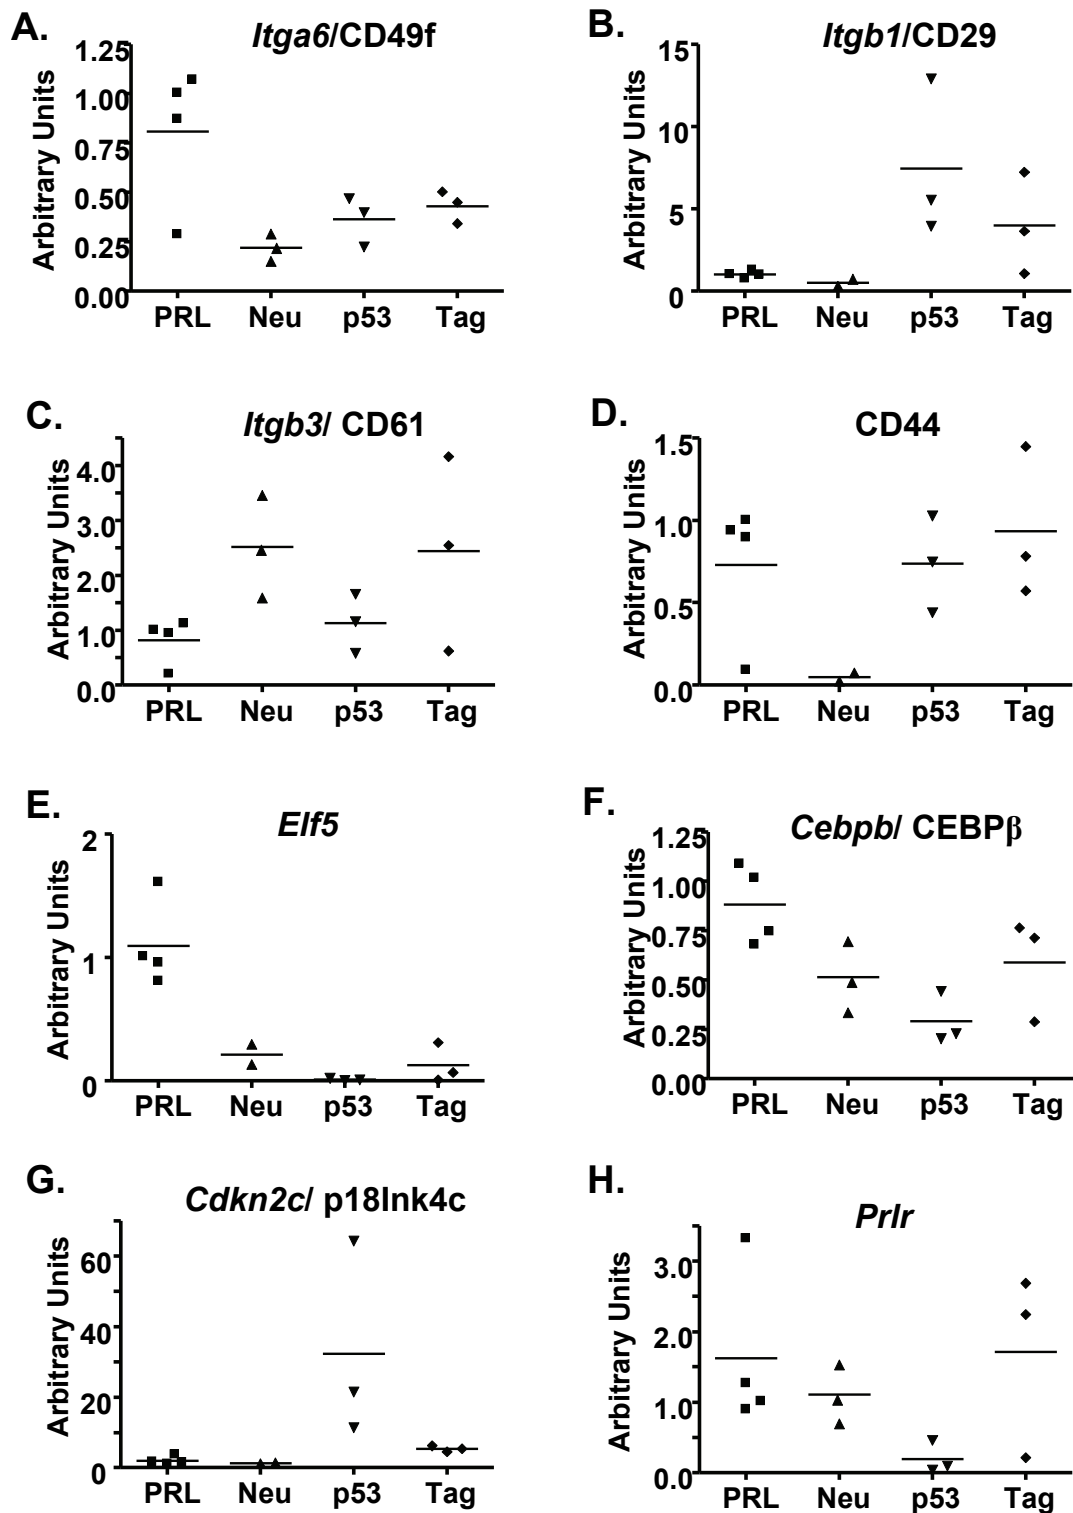 A.
Itga6/CD49f
Arbitrary Units
1.25
1.00
0.75
0.50
0.25
0.00
PRL Neu p53 Tag
B.
Itgb1/CD29
Arbitrary Units
15
10
5
0
PRL Neu p53 Tag
C.
Itgb3/ CD61
Arbitrary Units
4.0
3.0
2.0
1.0
0.0
PRL Neu p53 Tag
D.
CD44
Arbitrary Units
1.5
1.0
0.5
0.0
PRL Neu p53 Tag
E.
Elf5
Arbitrary Units
2
1
0
PRL Neu p53 Tag
F.
Cebpb/ CEBPβ
Arbitrary Units
1.25
1.00
0.75
0.50
0.25
0.00
PRL Neu p53 Tag
G.
Cdkn2c/ p18Ink4c
Arbitrary Units
60
40
20
0
PRL Neu p53 Tag
H.
Prlr
Arbitrary Units
3.0
2.0
1.0
0.0
PRL Neu p53 Tag